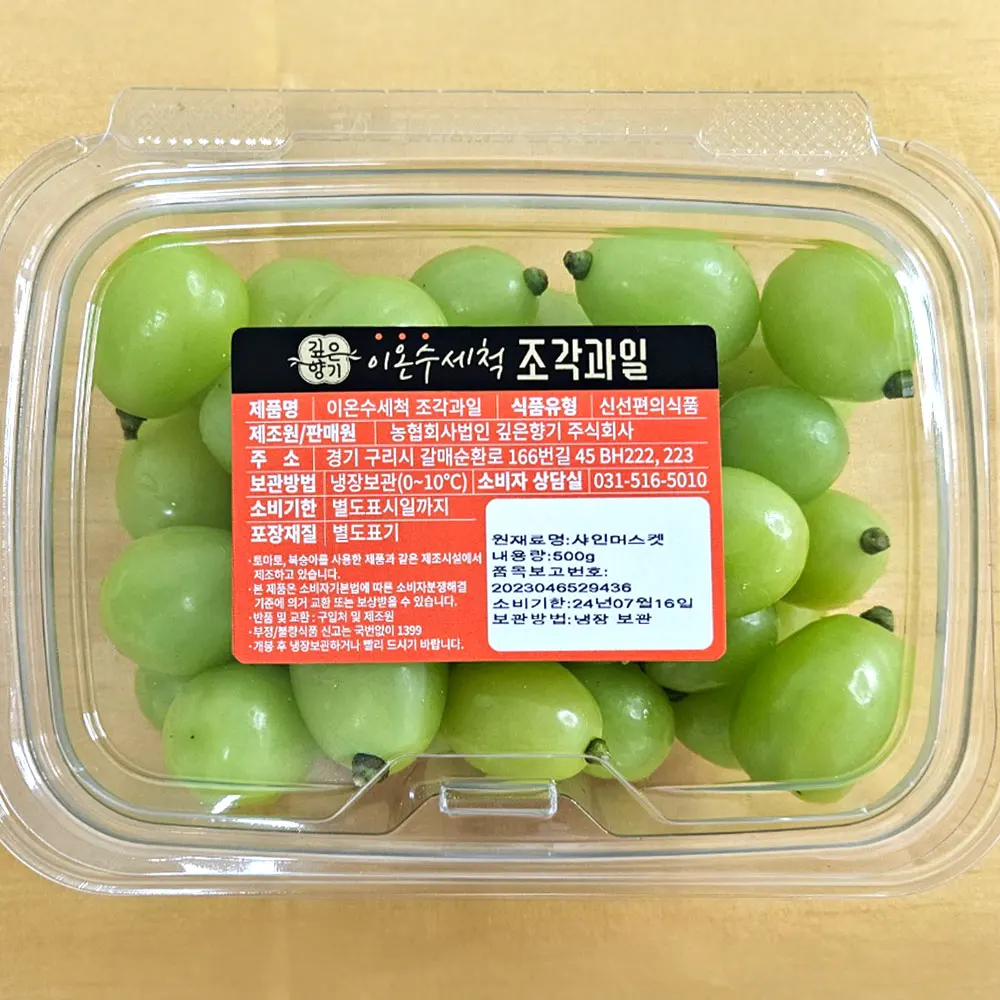 깊은향기 이온수세척 조각과일
제품명 이온수세척 조각과일 식품유형 신선편의식품
제조원/판매원 농협회사법인 깊은향기 주식회사
주 소 경기 구리시 갈매순환로 166번길 45 BH222, 223
보관방법 냉장보관(0~10℃) 소비자 상담실 031-516-5010
소비기한 별도표시일까지
포장재질 별도표기
·토마토, 복숭아를 사용한 제품과 같은 제조시설에서
제조하고 있습니다.
·본 제품은 소비자기본법에 따른 소비자분쟁해결
기준에 의거 교환 또는 보상받을 수 있습니다.
·반품 및 교환 : 구입처 및 제조원
·부정/불량식품 신고는 국번없이 1399
·개봉 후 냉장보관하거나 빨리 드시기 바랍니다.
원재료명:샤인머스켓
내용량:500g
품목보고번호:
2023046529436
소비기한:24년07월16일
보관방법:냉장 보관